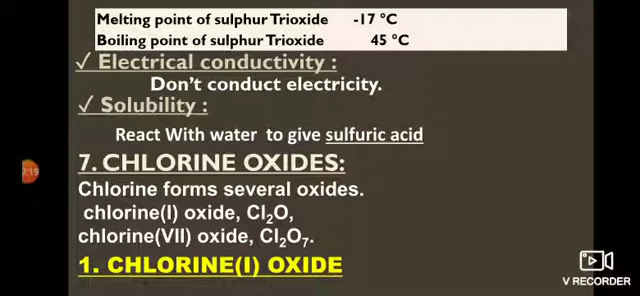 Melting point of sulphur Trioxide -17 °C
Boiling point of sulphur Trioxide 45 °C
✓ Electrical conductivity :
Don't conduct electricity.
✓ Solubility :
React With water to give sulfuric acid
7. CHLORINE OXIDES:
Chlorine forms several oxides.
chlorine(I) oxide, Cl₂O,
chlorine(VII) oxide, Cl₂O₇.
1. CHLORINE(I) OXIDE
V RECORDER